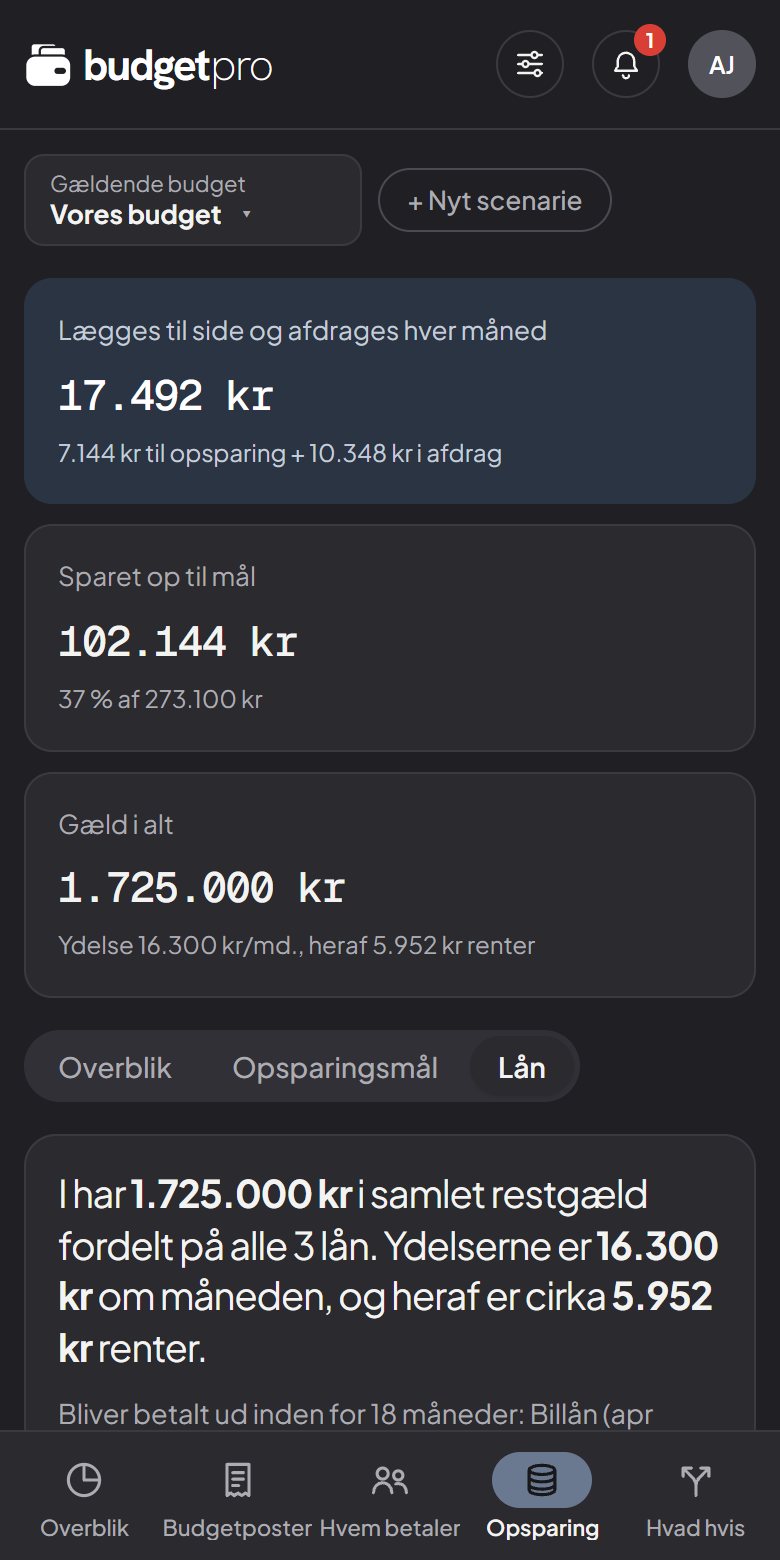 budgetpro
1
AJ
Gældende budget
Vores budget ▾
+ Nyt scenarie
Lægges til side og afdrages hver måned
17.492 kr
7.144 kr til opsparing + 10.348 kr i afdrag
Sparet op til mål
102.144 kr
37 % af 273.100 kr
Gæld i alt
1.725.000 kr
Ydelse 16.300 kr/md., heraf 5.952 kr renter
Overblik Opsparingsmål Lån
I har 1.725.000 kr i samlet restgæld
fordelt på alle 3 lån. Ydelserne er 16.300
kr om måneden, og heraf er cirka 5.952
kr renter.
Bliver betalt ud inden for 18 måneder: Billån (apr
Overblik Budgetposter Hvem betaler Opsparing Hvad hvis